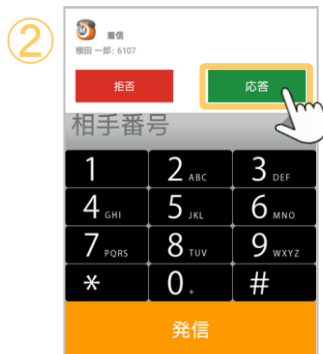 ②
着信
棚田 一郎: 6107
拒否 応答
相手番号
1 2 ABC 3 DEF
4 GHI 5 JKL 6 MNO
7 PQRS 8 TUV 9 WXYZ
* 0 + #
発信